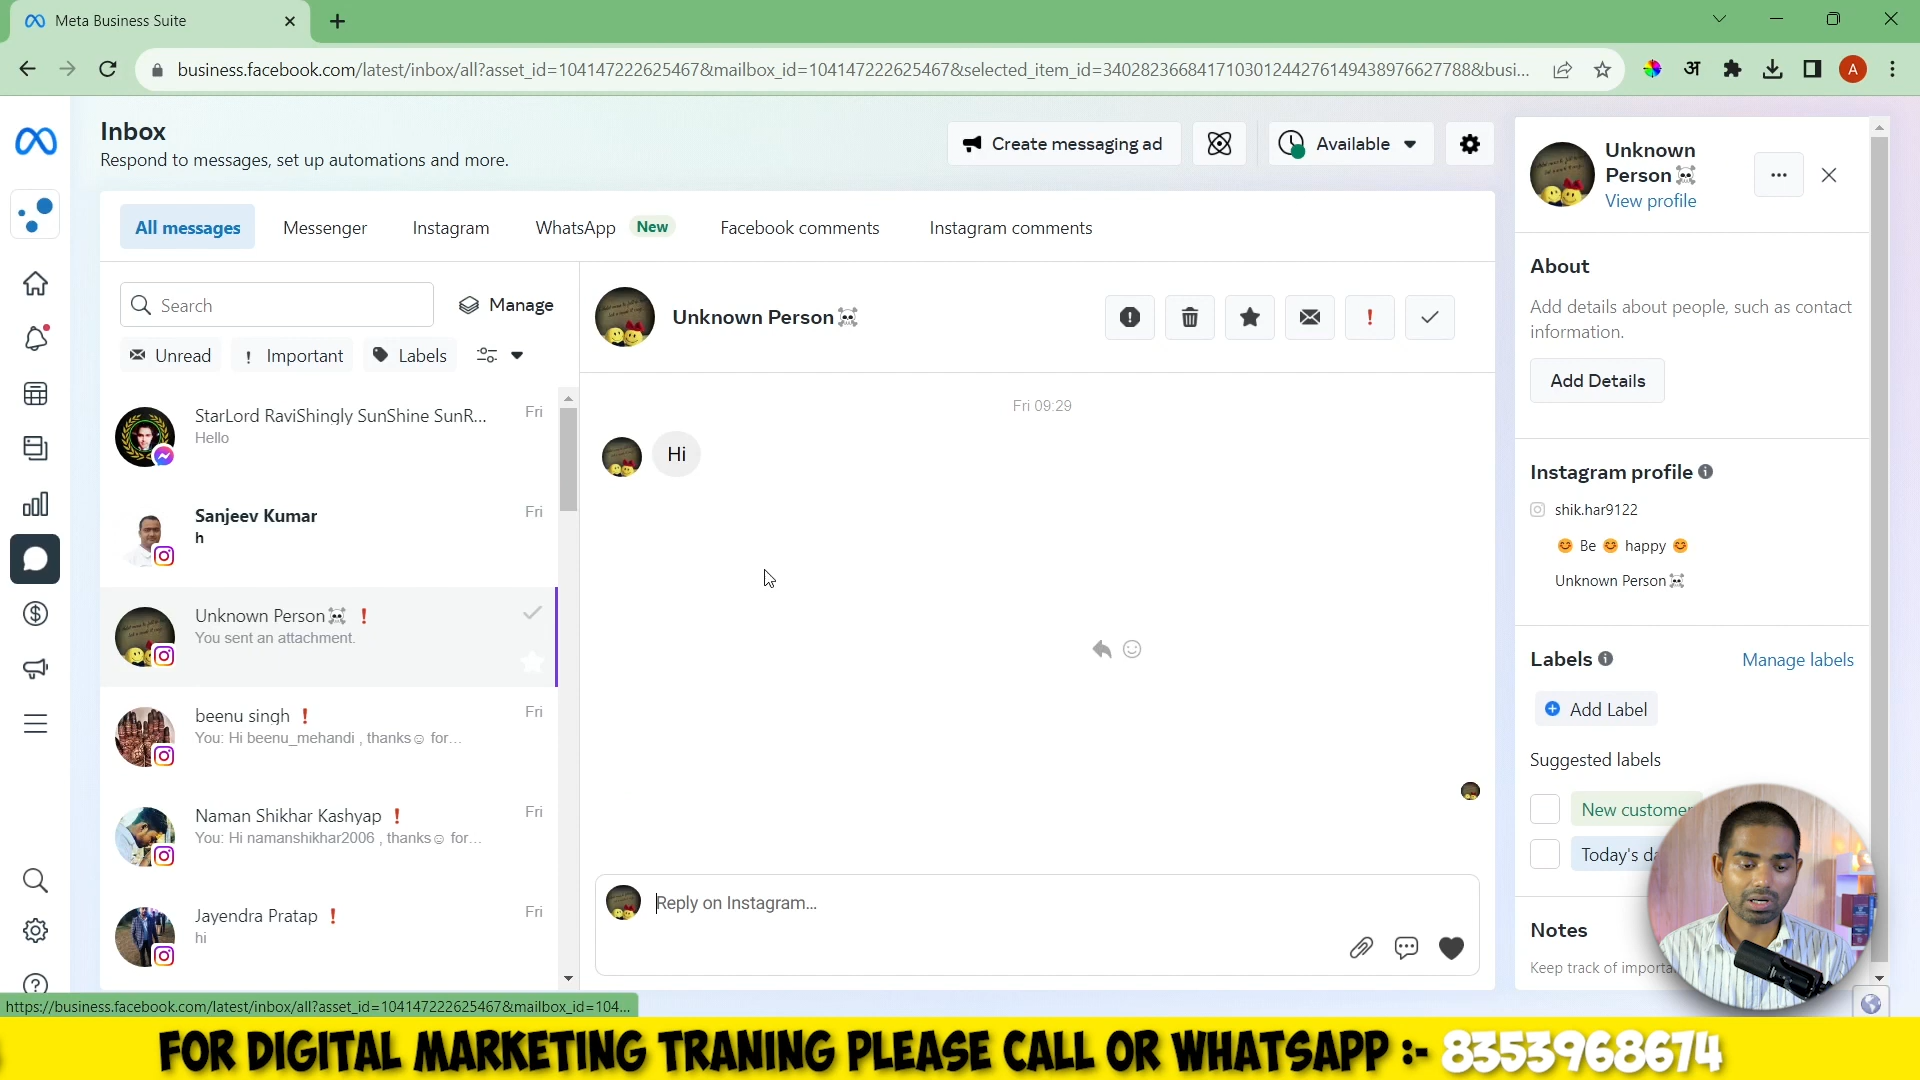 Meta Business Suite
business.facebook.com/latest/inbox/all?asset_id=104147222625467&mailbox_id=104147222625467&selected_item_id=340282366841710301244276149438976627788&busi...
अ
A
Inbox
Respond to messages, set up automations and more.
Create messaging ad
Available
All messages
Messenger
Instagram
WhatsApp New
Facebook comments
Instagram comments
Search
Manage
Unread
! Important
Labels
StarLord RaviShingly SunShine SunR... Fri
Hello
Sanjeev Kumar Fri
h
Unknown Person☠️ ❗
You sent an attachment.
beenu singh ❗ Fri
You: Hi beenu_mehandi , thanks☺ for...
Naman Shikhar Kashyap ❗ Fri
You: Hi namanshikhar2006 , thanks☺ for...
Jayendra Pratap ❗ Fri
hi
Unknown Person☠️
Fri 09:29
Hi
Reply on Instagram...
Unknown
Person☠️
View profile
About
Add details about people, such as contact
information.
Add Details
Instagram profile
shik.har9122
😊 Be 😊 happy 😊
Unknown Person☠️
Labels
Manage labels
Add Label
Suggested labels
New customer
Today's da
Notes
Keep track of importa
https://business.facebook.com/latest/inbox/all?asset_id=104147222625467&mailbox_id=104...
FOR DIGITAL MARKETING TRANING PLEASE CALL OR WHATSAPP :- 8353968674